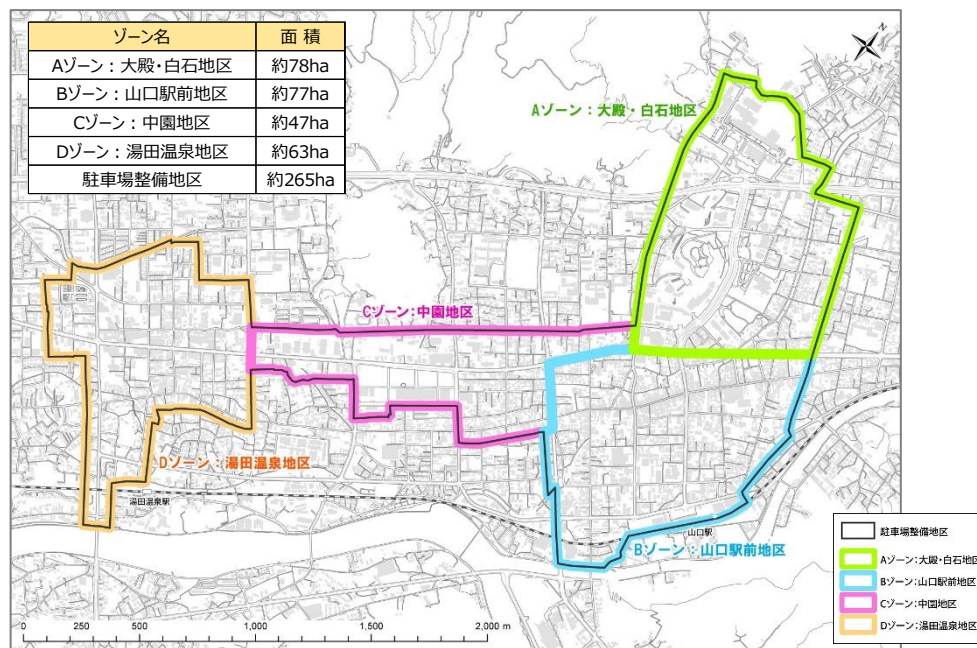 ゾーン名 面 積
Aゾーン:大殿・白石地区 約78ha
Bゾーン:山口駅前地区 約77ha
Cゾーン:中園地区 約47ha
Dゾーン:湯田温泉地区 約63ha
駐車場整備地区 約265ha
N
Aゾーン:大殿・白石地区
Cゾーン:中園地区
Dゾーン:湯田温泉地区
湯田温泉駅
山口駅
Bゾーン:山口駅前地区
0 250 500 1,000 1,500 2,000 m
駐車場整備地区
Aゾーン:大殿・白石地区
Bゾーン:山口駅前地区
Cゾーン:中園地区
Dゾーン:湯田温泉地区